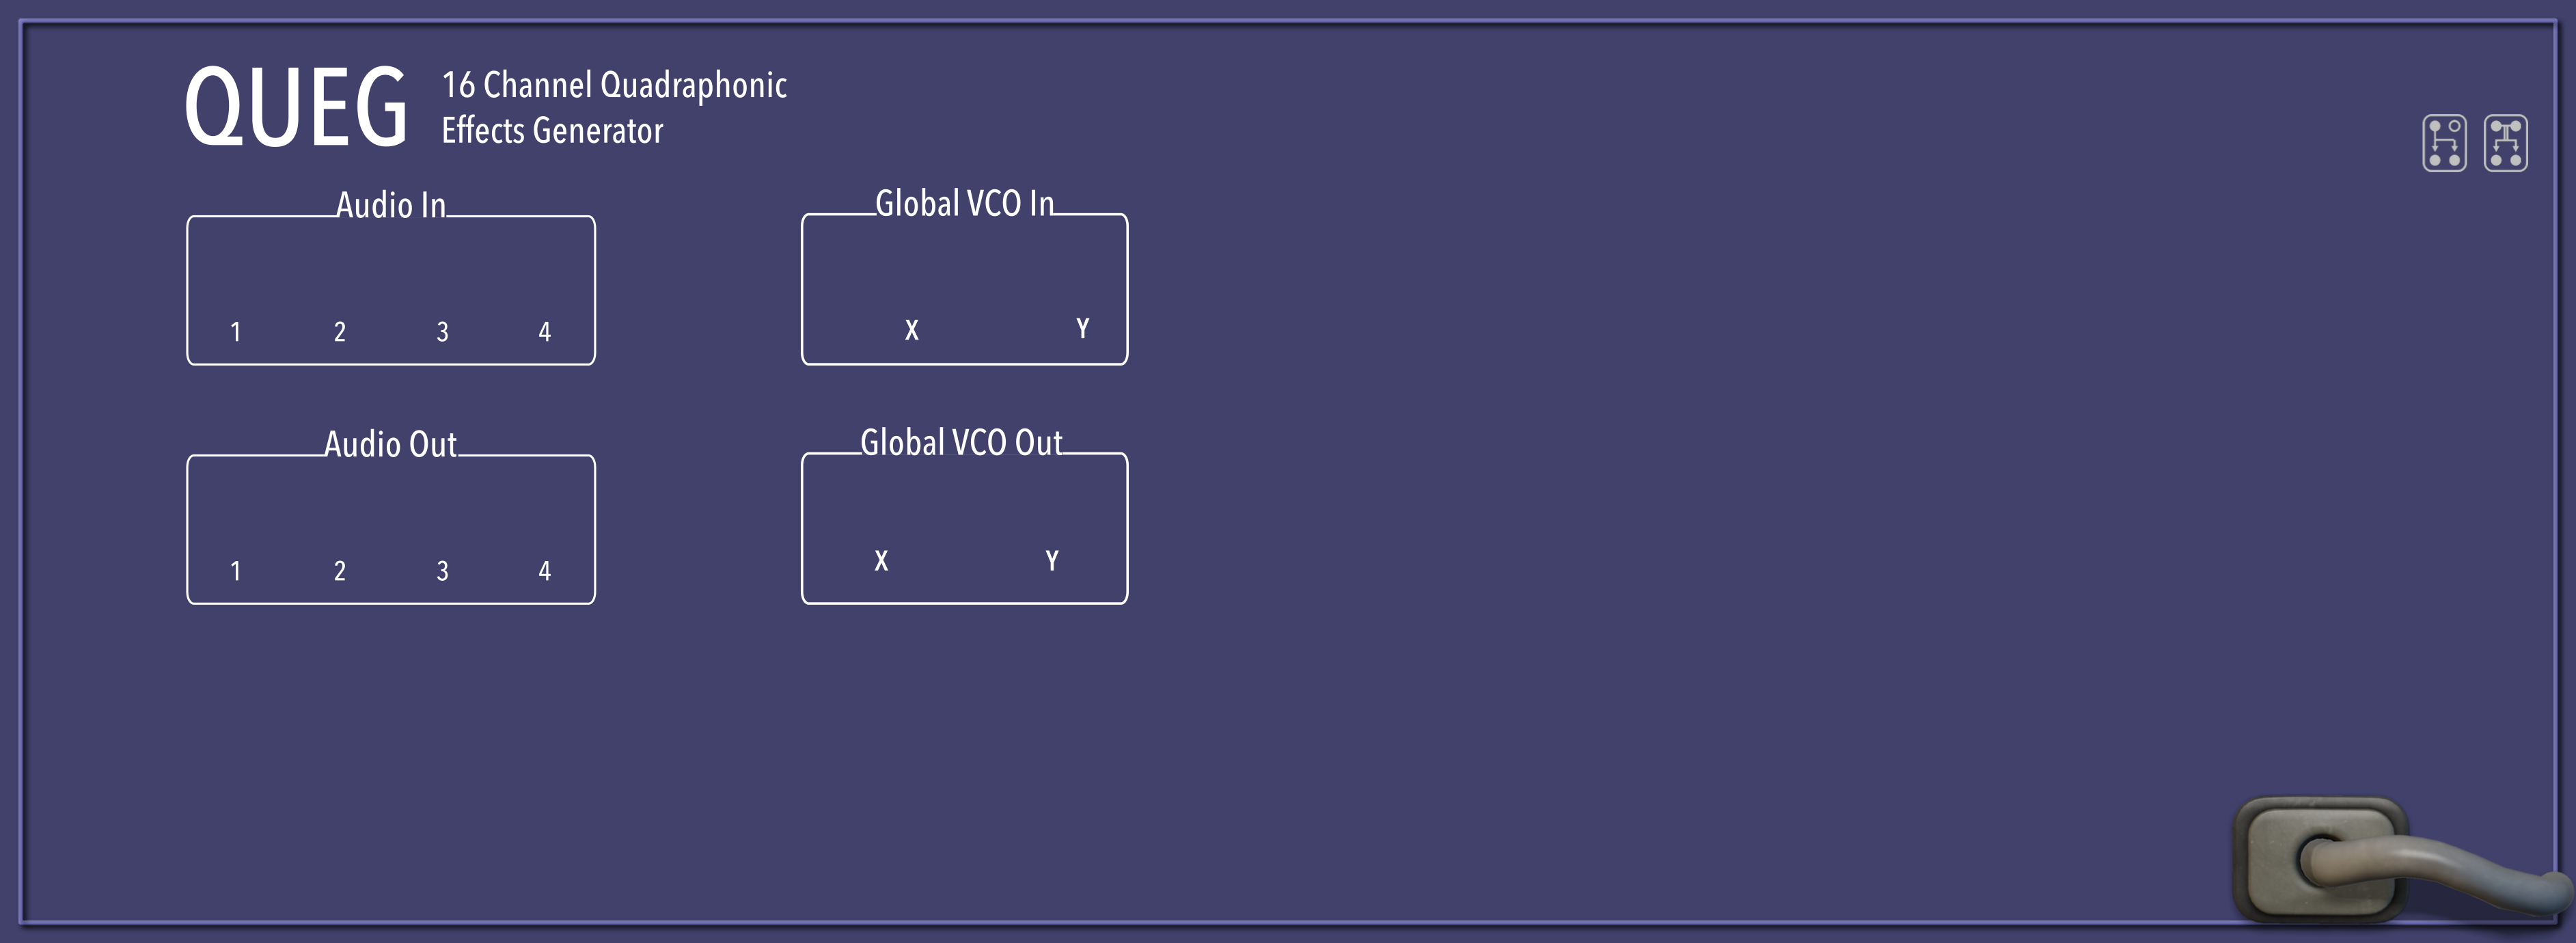 QUEG
16 Channel Quadraphonic
Effects Generator
Audio In
1 2 3 4
Global VCO In
X Y
Audio Out
1 2 3 4
Global VCO Out
X Y